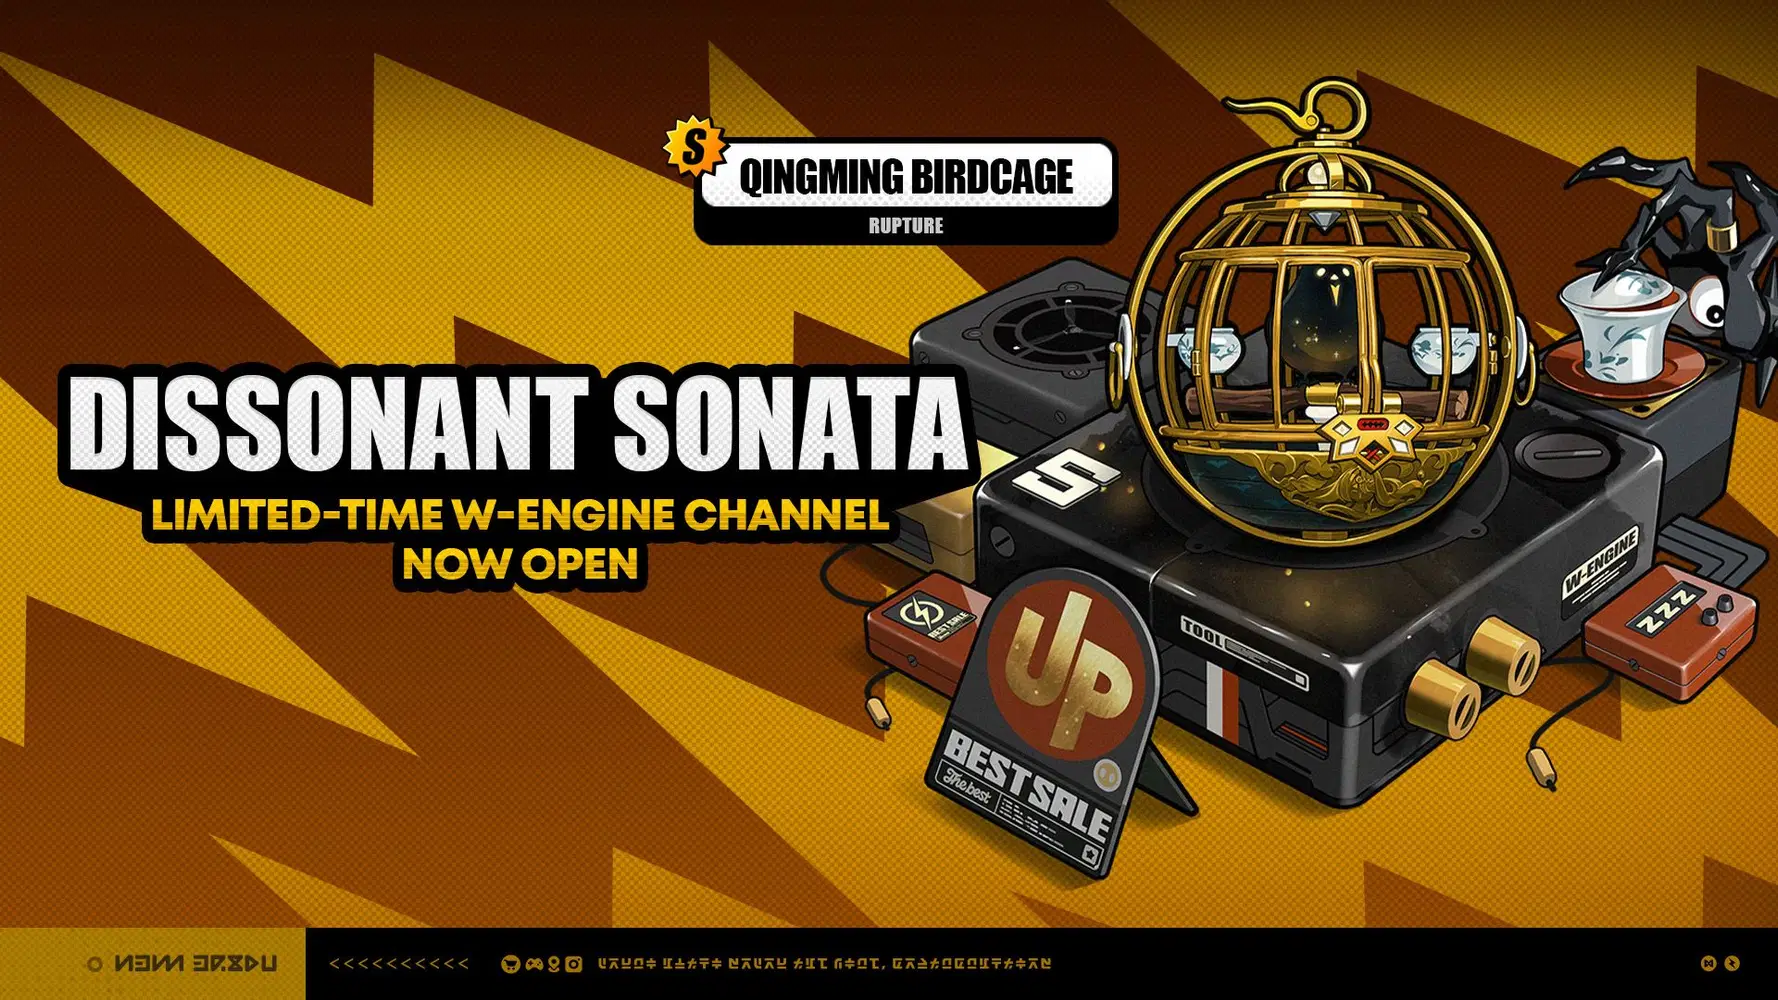 S
QINGMING BIRDCAGE
RUPTURE
DISSONANT SONATA
LIMITED-TIME W-ENGINE CHANNEL
NOW OPEN
S
W-ENGINE
TOOL
ZZZ
BEST SALE
UP
BEST SALE
The best